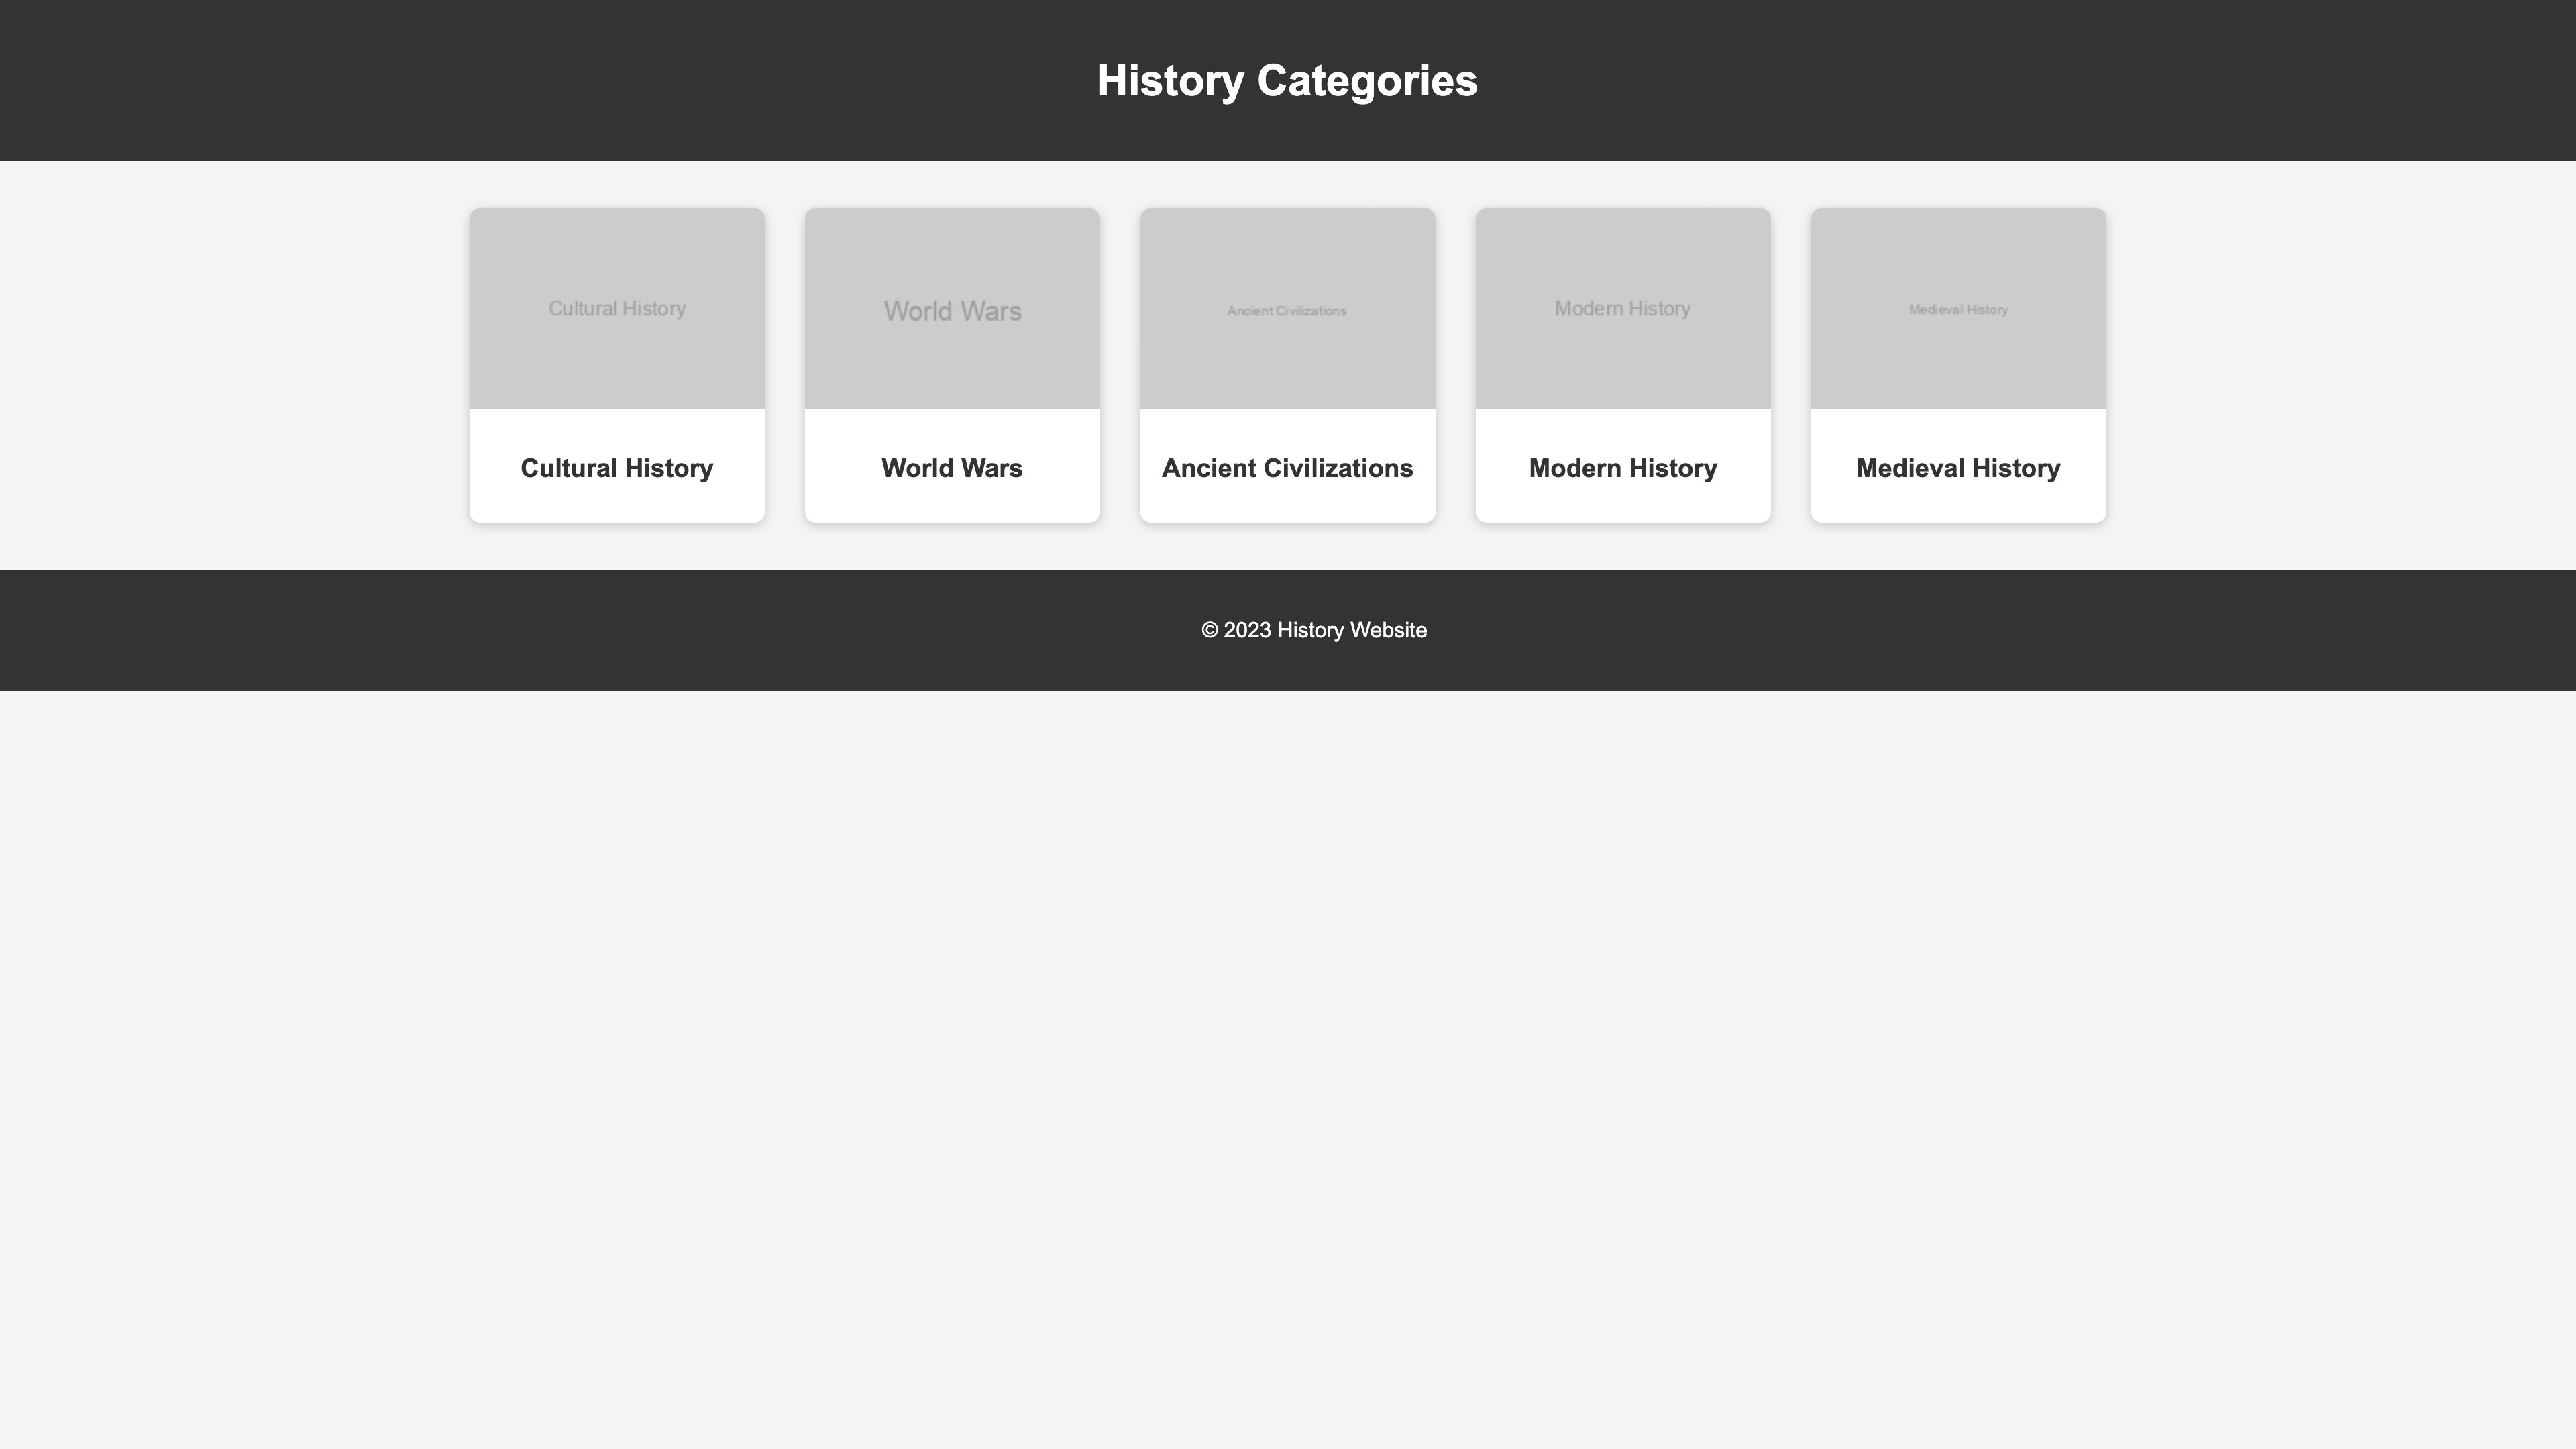 History Categories
Cultural History
World Wars
Ancient Civilizations
Modern History
Medieval History
Cultural History
World Wars
Ancient Civilizations
Modern History
Medieval History
© 2023 History Website